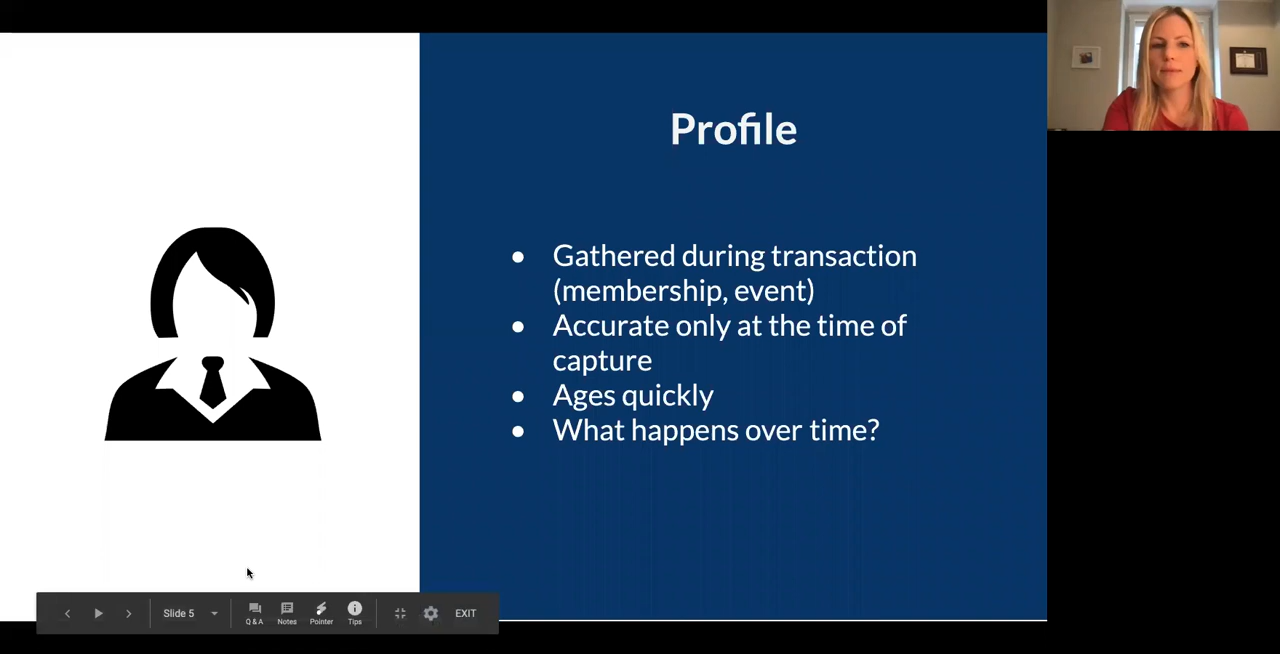 Profile
● Gathered during transaction
(membership, event)
● Accurate only at the time of
capture
● Ages quickly
● What happens over time?
Slide 5
Q & A
Notes
Pointer
Tips
EXIT